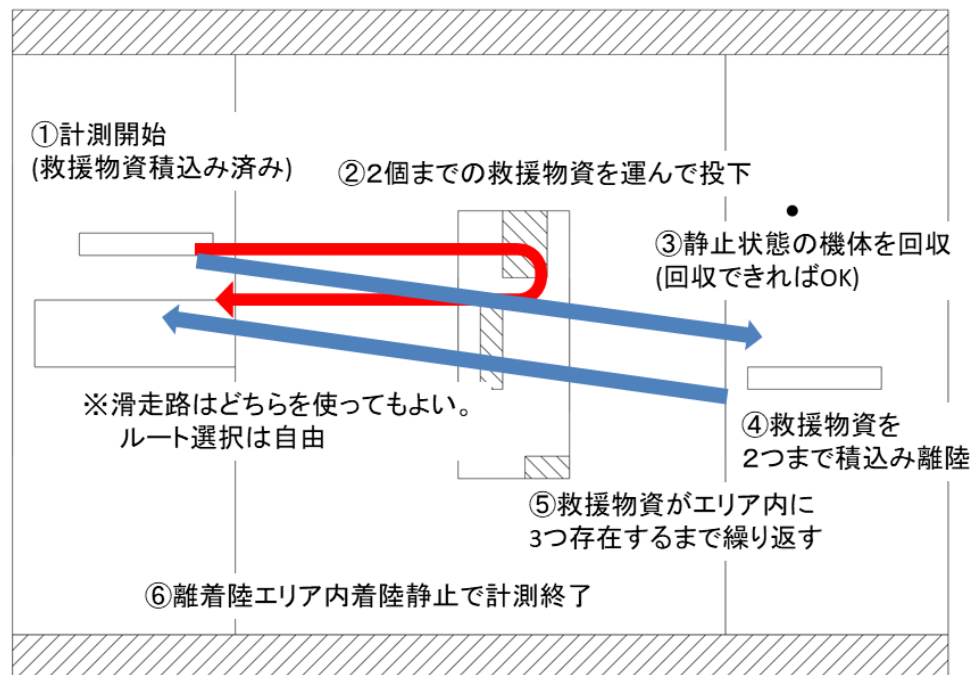 ①計測開始
(救援物資積込み済み)
②２個までの救援物資を運んで投下
③静止状態の機体を回収
(回収できればOK)
※滑走路はどちらを使ってもよい。
ルート選択は自由
④救援物資を
２つまで積込み離陸
⑤救援物資がエリア内に
3つ存在するまで繰り返す
⑥離着陸エリア内着陸静止で計測終了